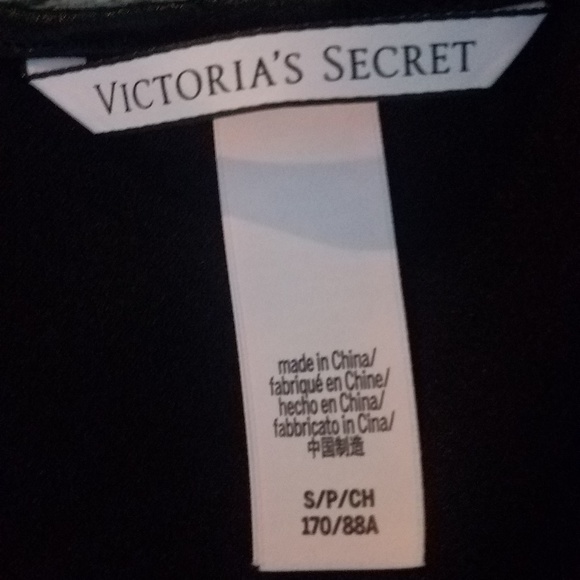 VICTORIA'S SECRET
made in China/
fabriqué en Chine/
hecho en China/
fabbricato in Cina/
中国制造
S/P/CH
170/88A